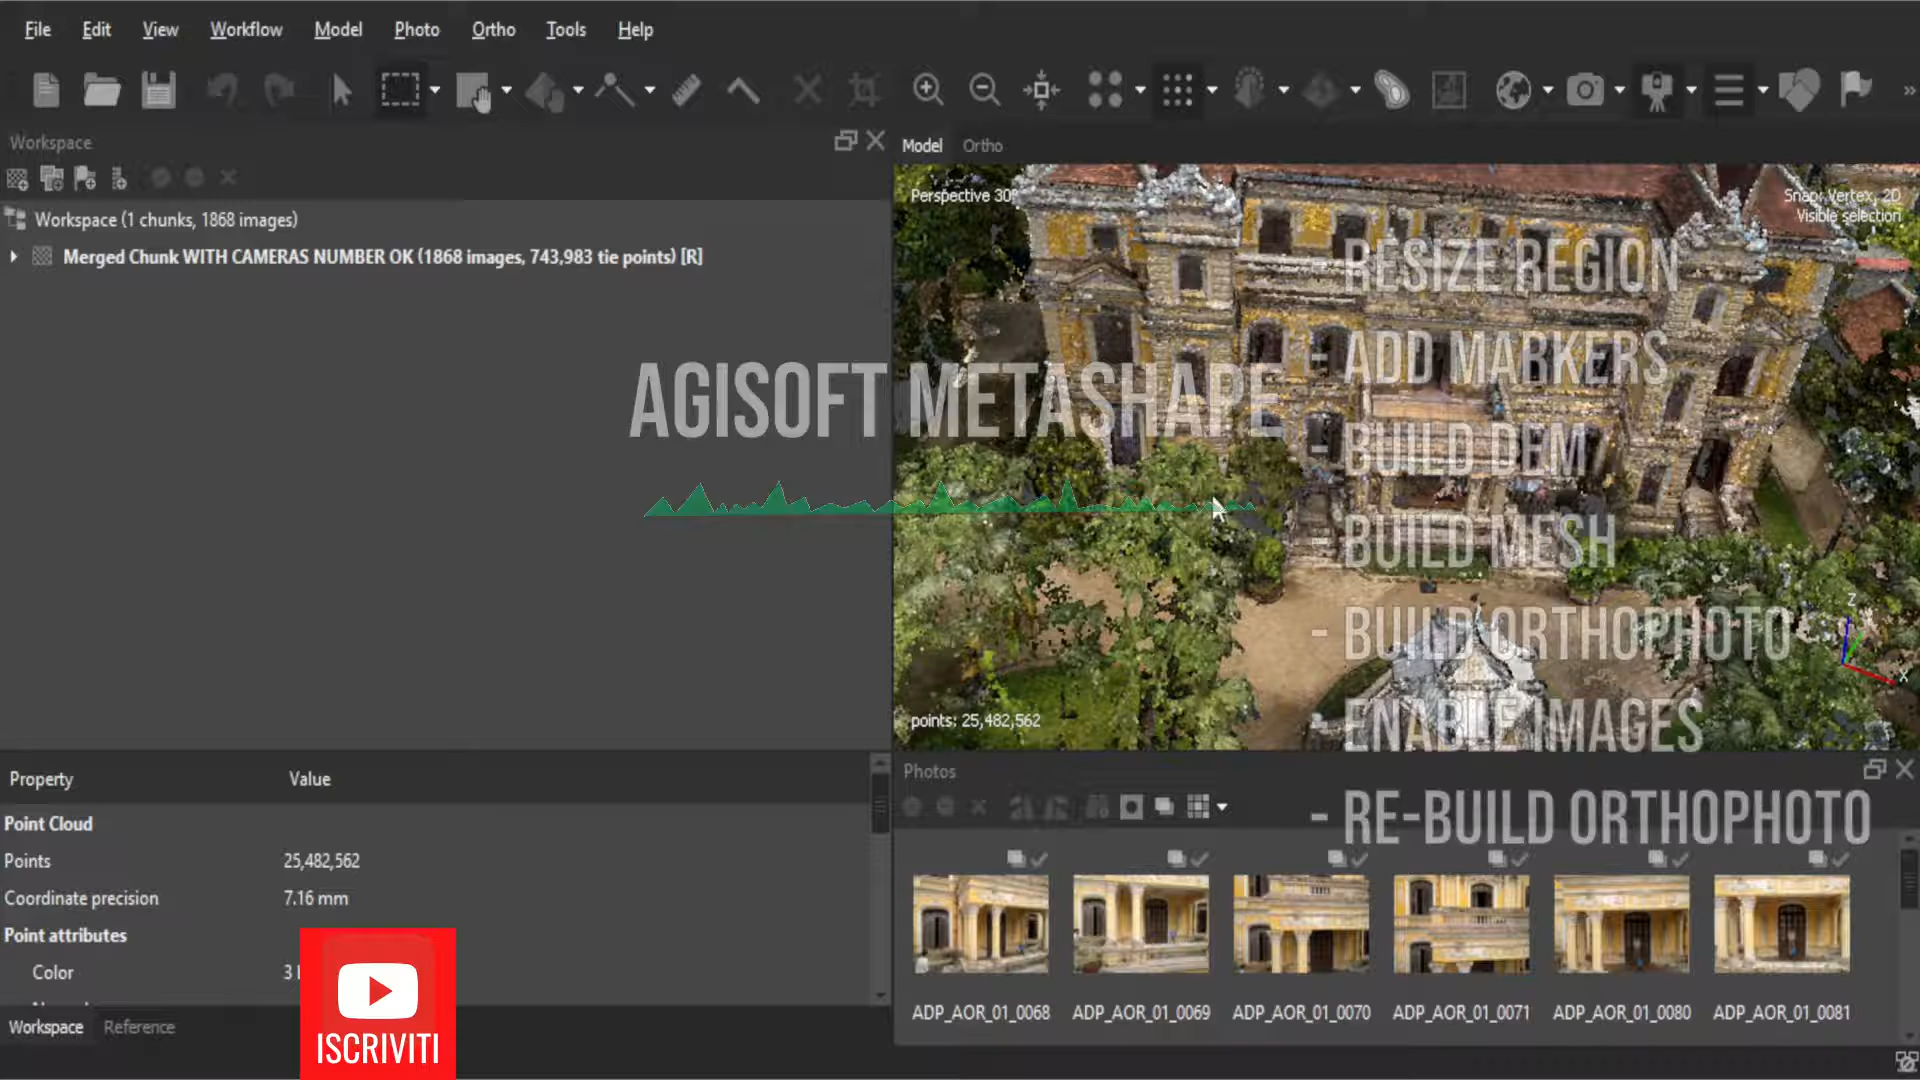 File Edit View Workflow Model Photo Ortho Tools Help
Workspace
Model Ortho
Perspective 30°
Snap: Vertex, 2D
Visible selection
Workspace (1 chunks, 1868 images)
Merged Chunk WITH CAMERAS NUMBER OK (1868 images, 743,983 tie points) [R]
AGISOFT METASHAPE
- RESIZE REGION
- ADD MARKERS
- BUILD DEM
- BUILD MESH
- BUILD ORTHOPHOTO
- ENABLE IMAGES
- RE-BUILD ORTHOPHOTO
Z
X
points: 25,482,562
Property Value
Point Cloud
Points 25,482,562
Coordinate precision 7.16 mm
Point attributes
Color 3
Workspace Reference
ISCRIVITI
Photos
ADP_AOR_01_0068 ADP_AOR_01_0069 ADP_AOR_01_0070 ADP_AOR_01_0071 ADP_AOR_01_0080 ADP_AOR_01_0081